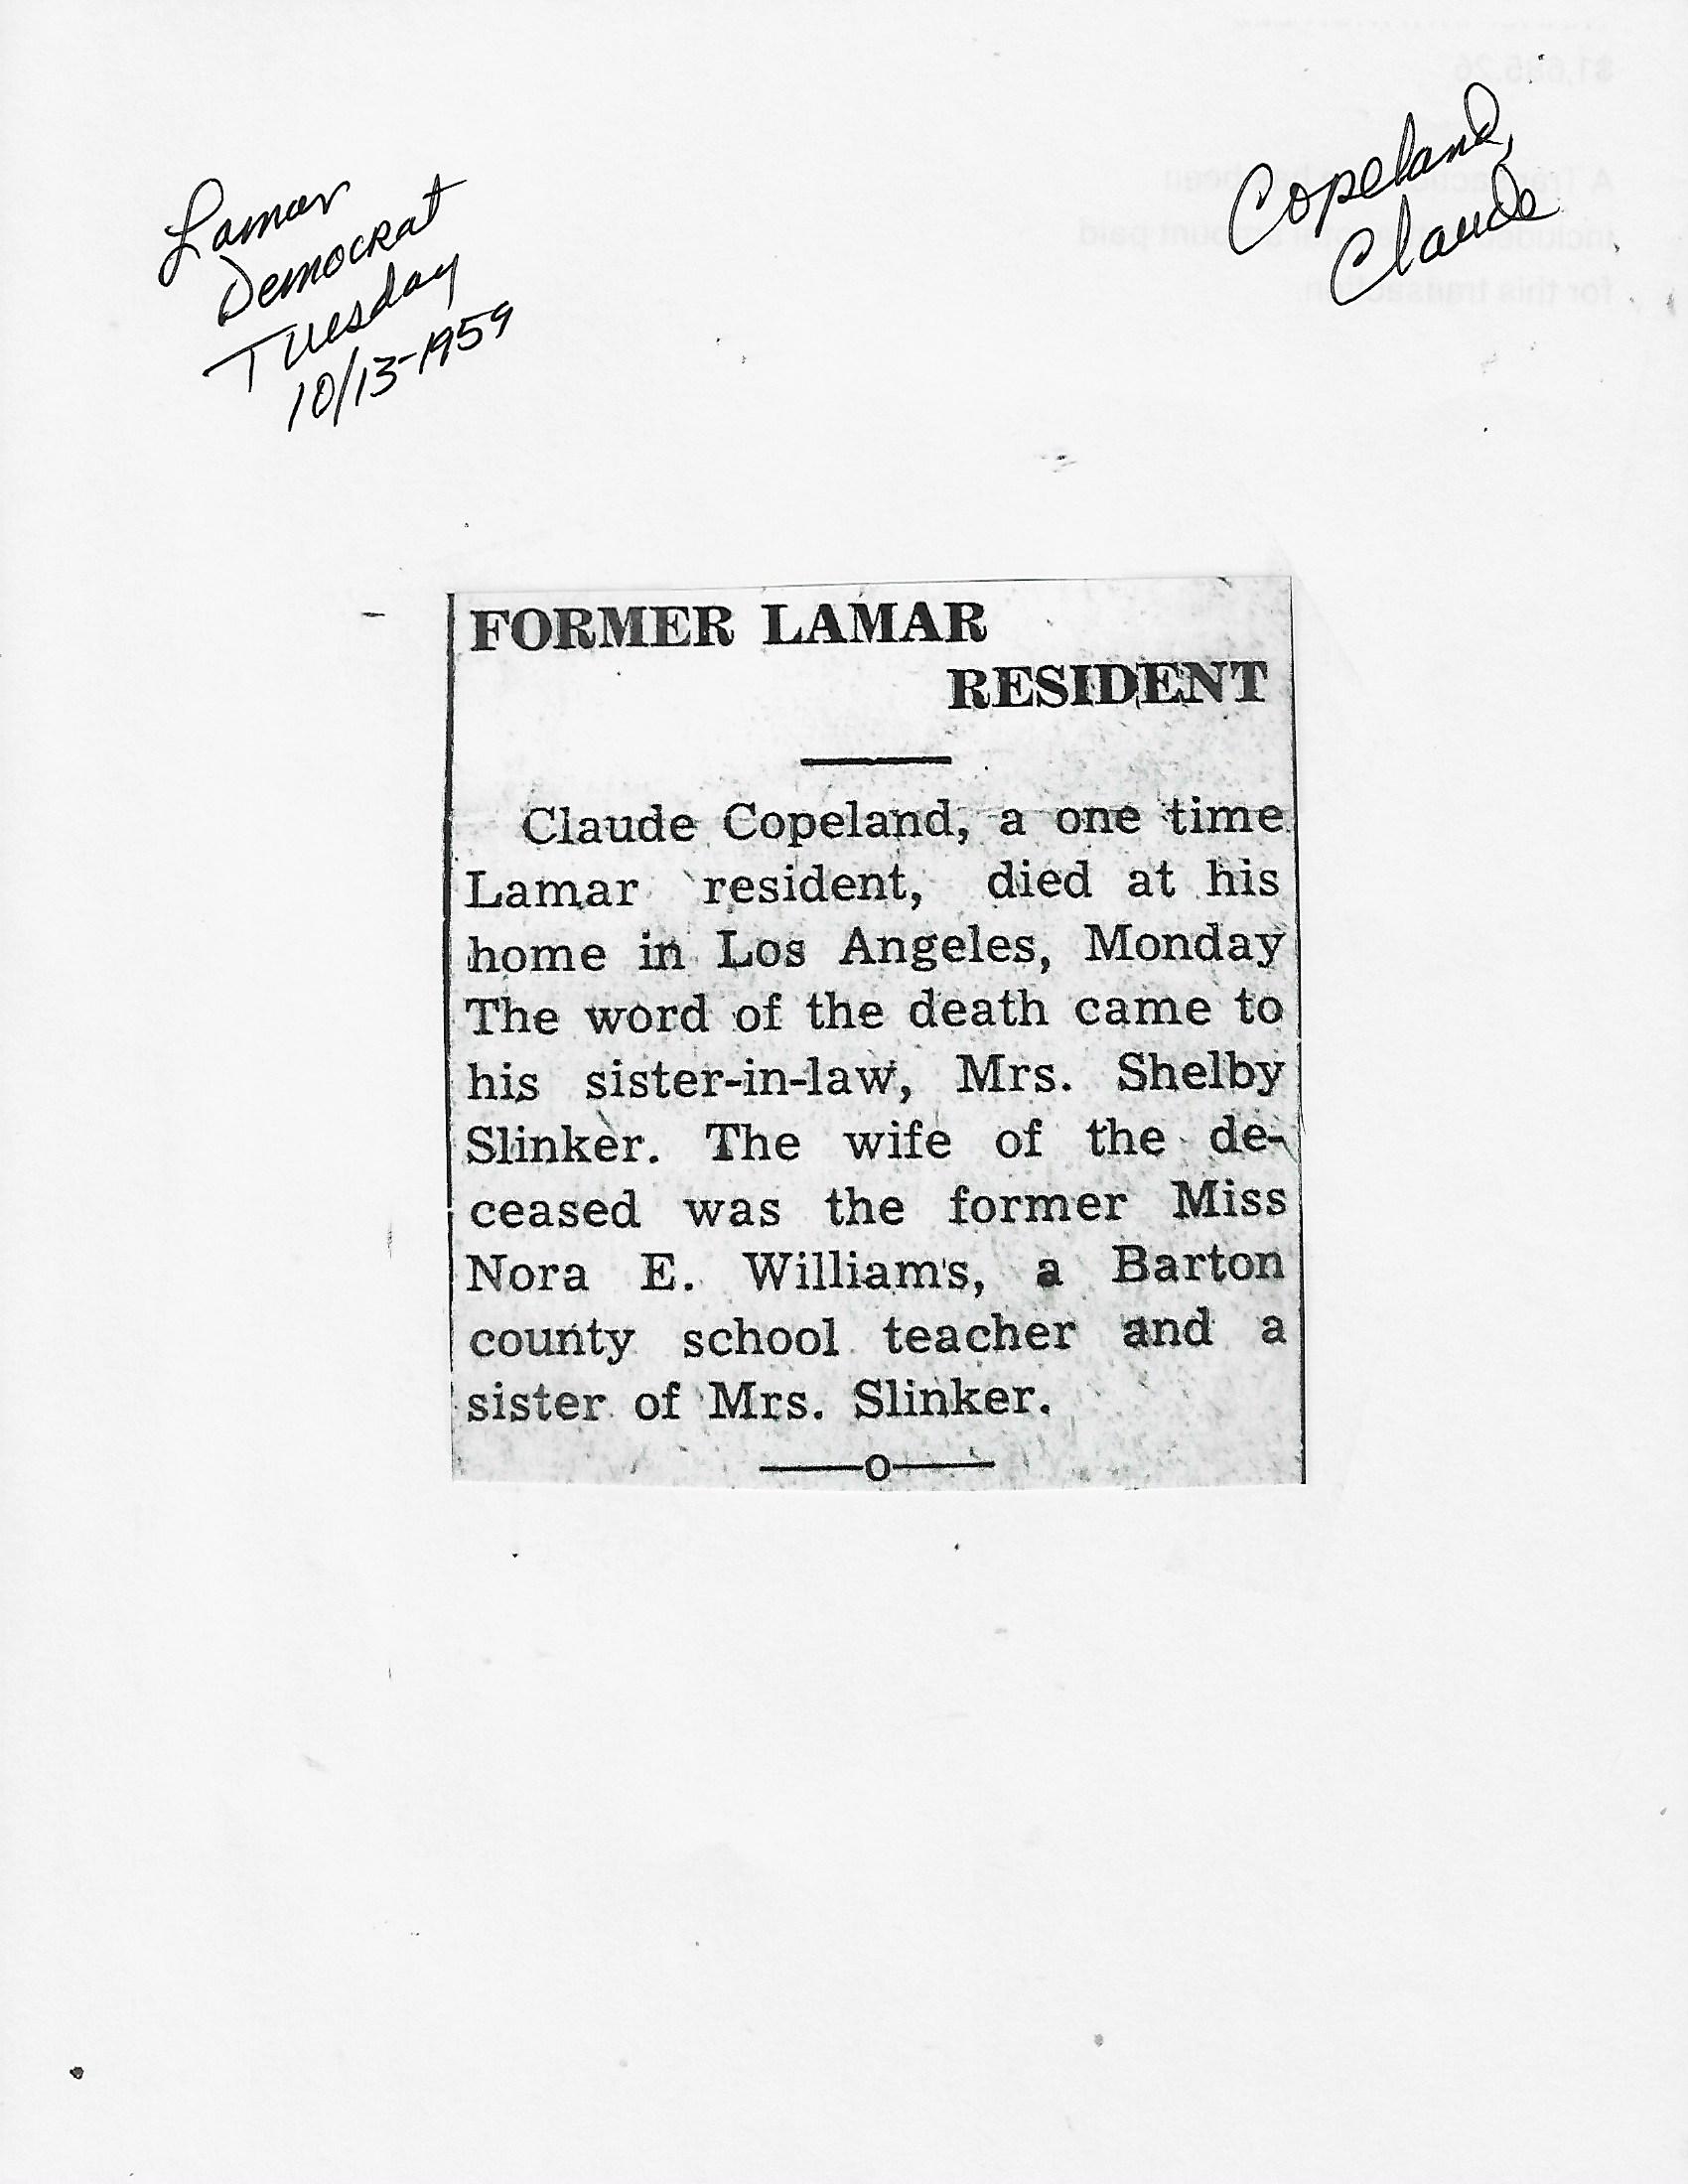 Lamar
Democrat
Tuesday
10/13-1959
Copeland,
Claude
FORMER LAMAR
RESIDENT
Claude Copeland, a one time
Lamar resident, died at his
home in Los Angeles, Monday
The word of the death came to
his sister-in-law, Mrs. Shelby
Slinker. The wife of the de-
ceased was the former Miss
Nora E. Williams, a Barton
county school teacher and a
sister of Mrs. Slinker.